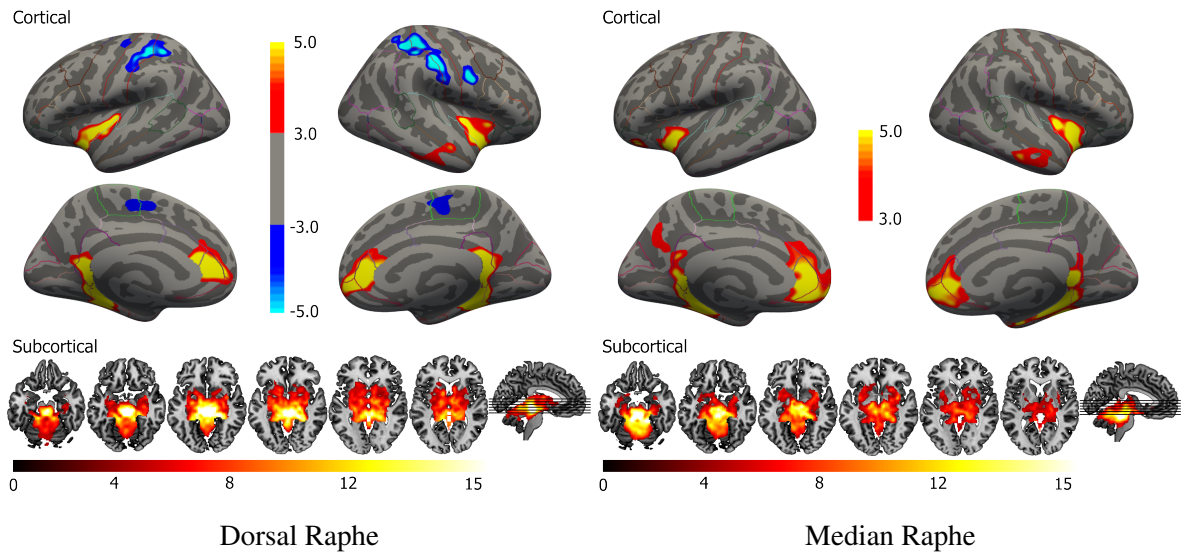 Cortical
5.0
3.0
-3.0
-5.0
Subcortical
0 4 8 12 15
Dorsal Raphe
Cortical
5.0
3.0
Subcortical
0 4 8 12 15
Median Raphe